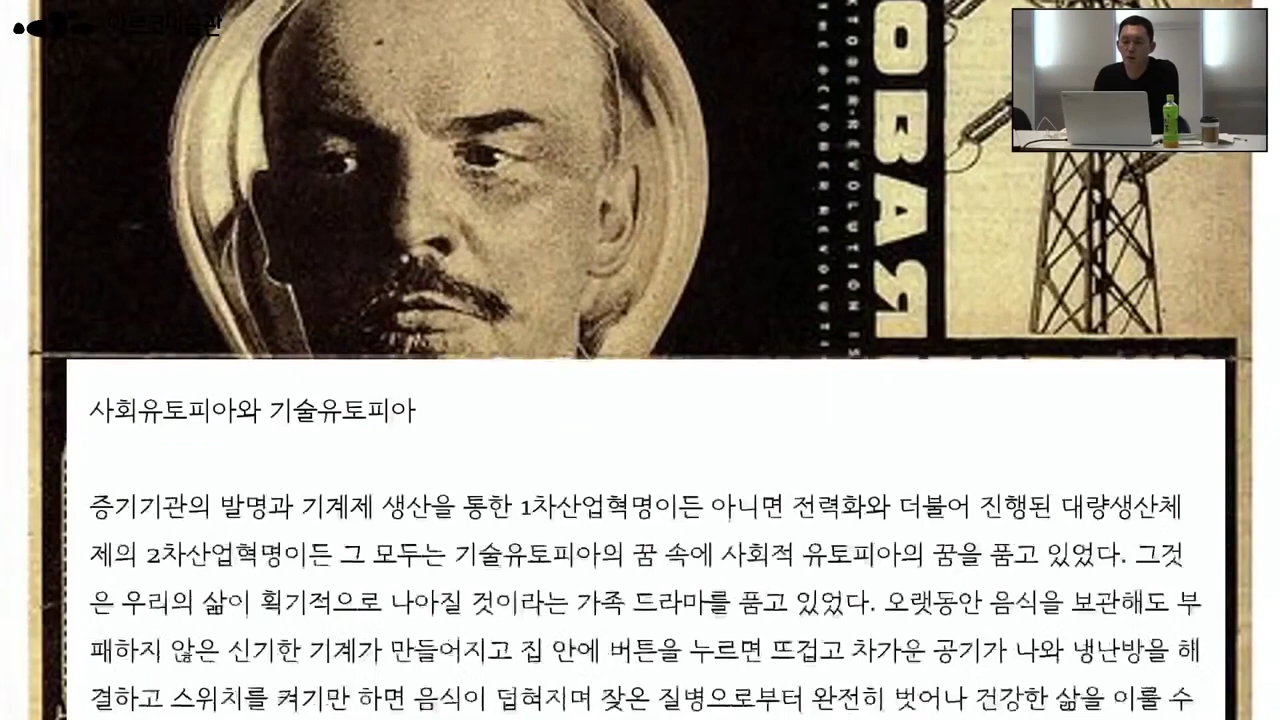 아르코미술관
ОВАЯ
사회유토피아와 기술유토피아
증기기관의 발명과 기계제 생산을 통한 1차산업혁명이든 아니면 전력화와 더불어 진행된 대량생산체
제의 2차산업혁명이든 그 모두는 기술유토피아의 꿈 속에 사회적 유토피아의 꿈을 품고 있었다. 그것
은 우리의 삶이 획기적으로 나아질 것이라는 가족 드라마를 품고 있었다. 오랫동안 음식을 보관해도 부
패하지 않은 신기한 기계가 만들어지고 집 안에 버튼을 누르면 뜨겁고 차가운 공기가 나와 냉난방을 해
결하고 스위치를 켜기만 하면 음식이 덥혀지며 잦은 질병으로부터 완전히 벗어나 건강한 삶을 이룰 수